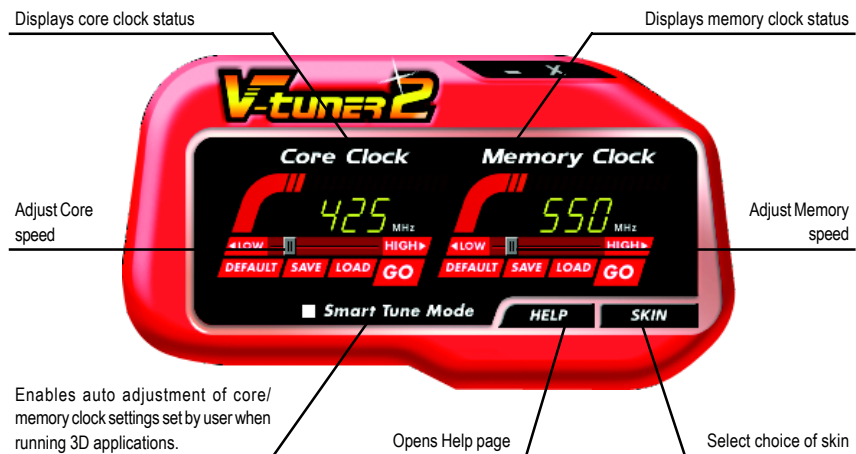 Displays core clock status
Displays memory clock status
V-tuner 2
Core Clock
Memory Clock
Adjust Core
speed
425 MHz
550 MHz
Adjust Memory
speed
LOW
HIGH
LOW
HIGH
DEFAULT SAVE LOAD GO
DEFAULT SAVE LOAD GO
Smart Tune Mode
HELP
SKIN
Enables auto adjustment of core/
memory clock settings set by user when
running 3D applications.
Opens Help page
Select choice of skin